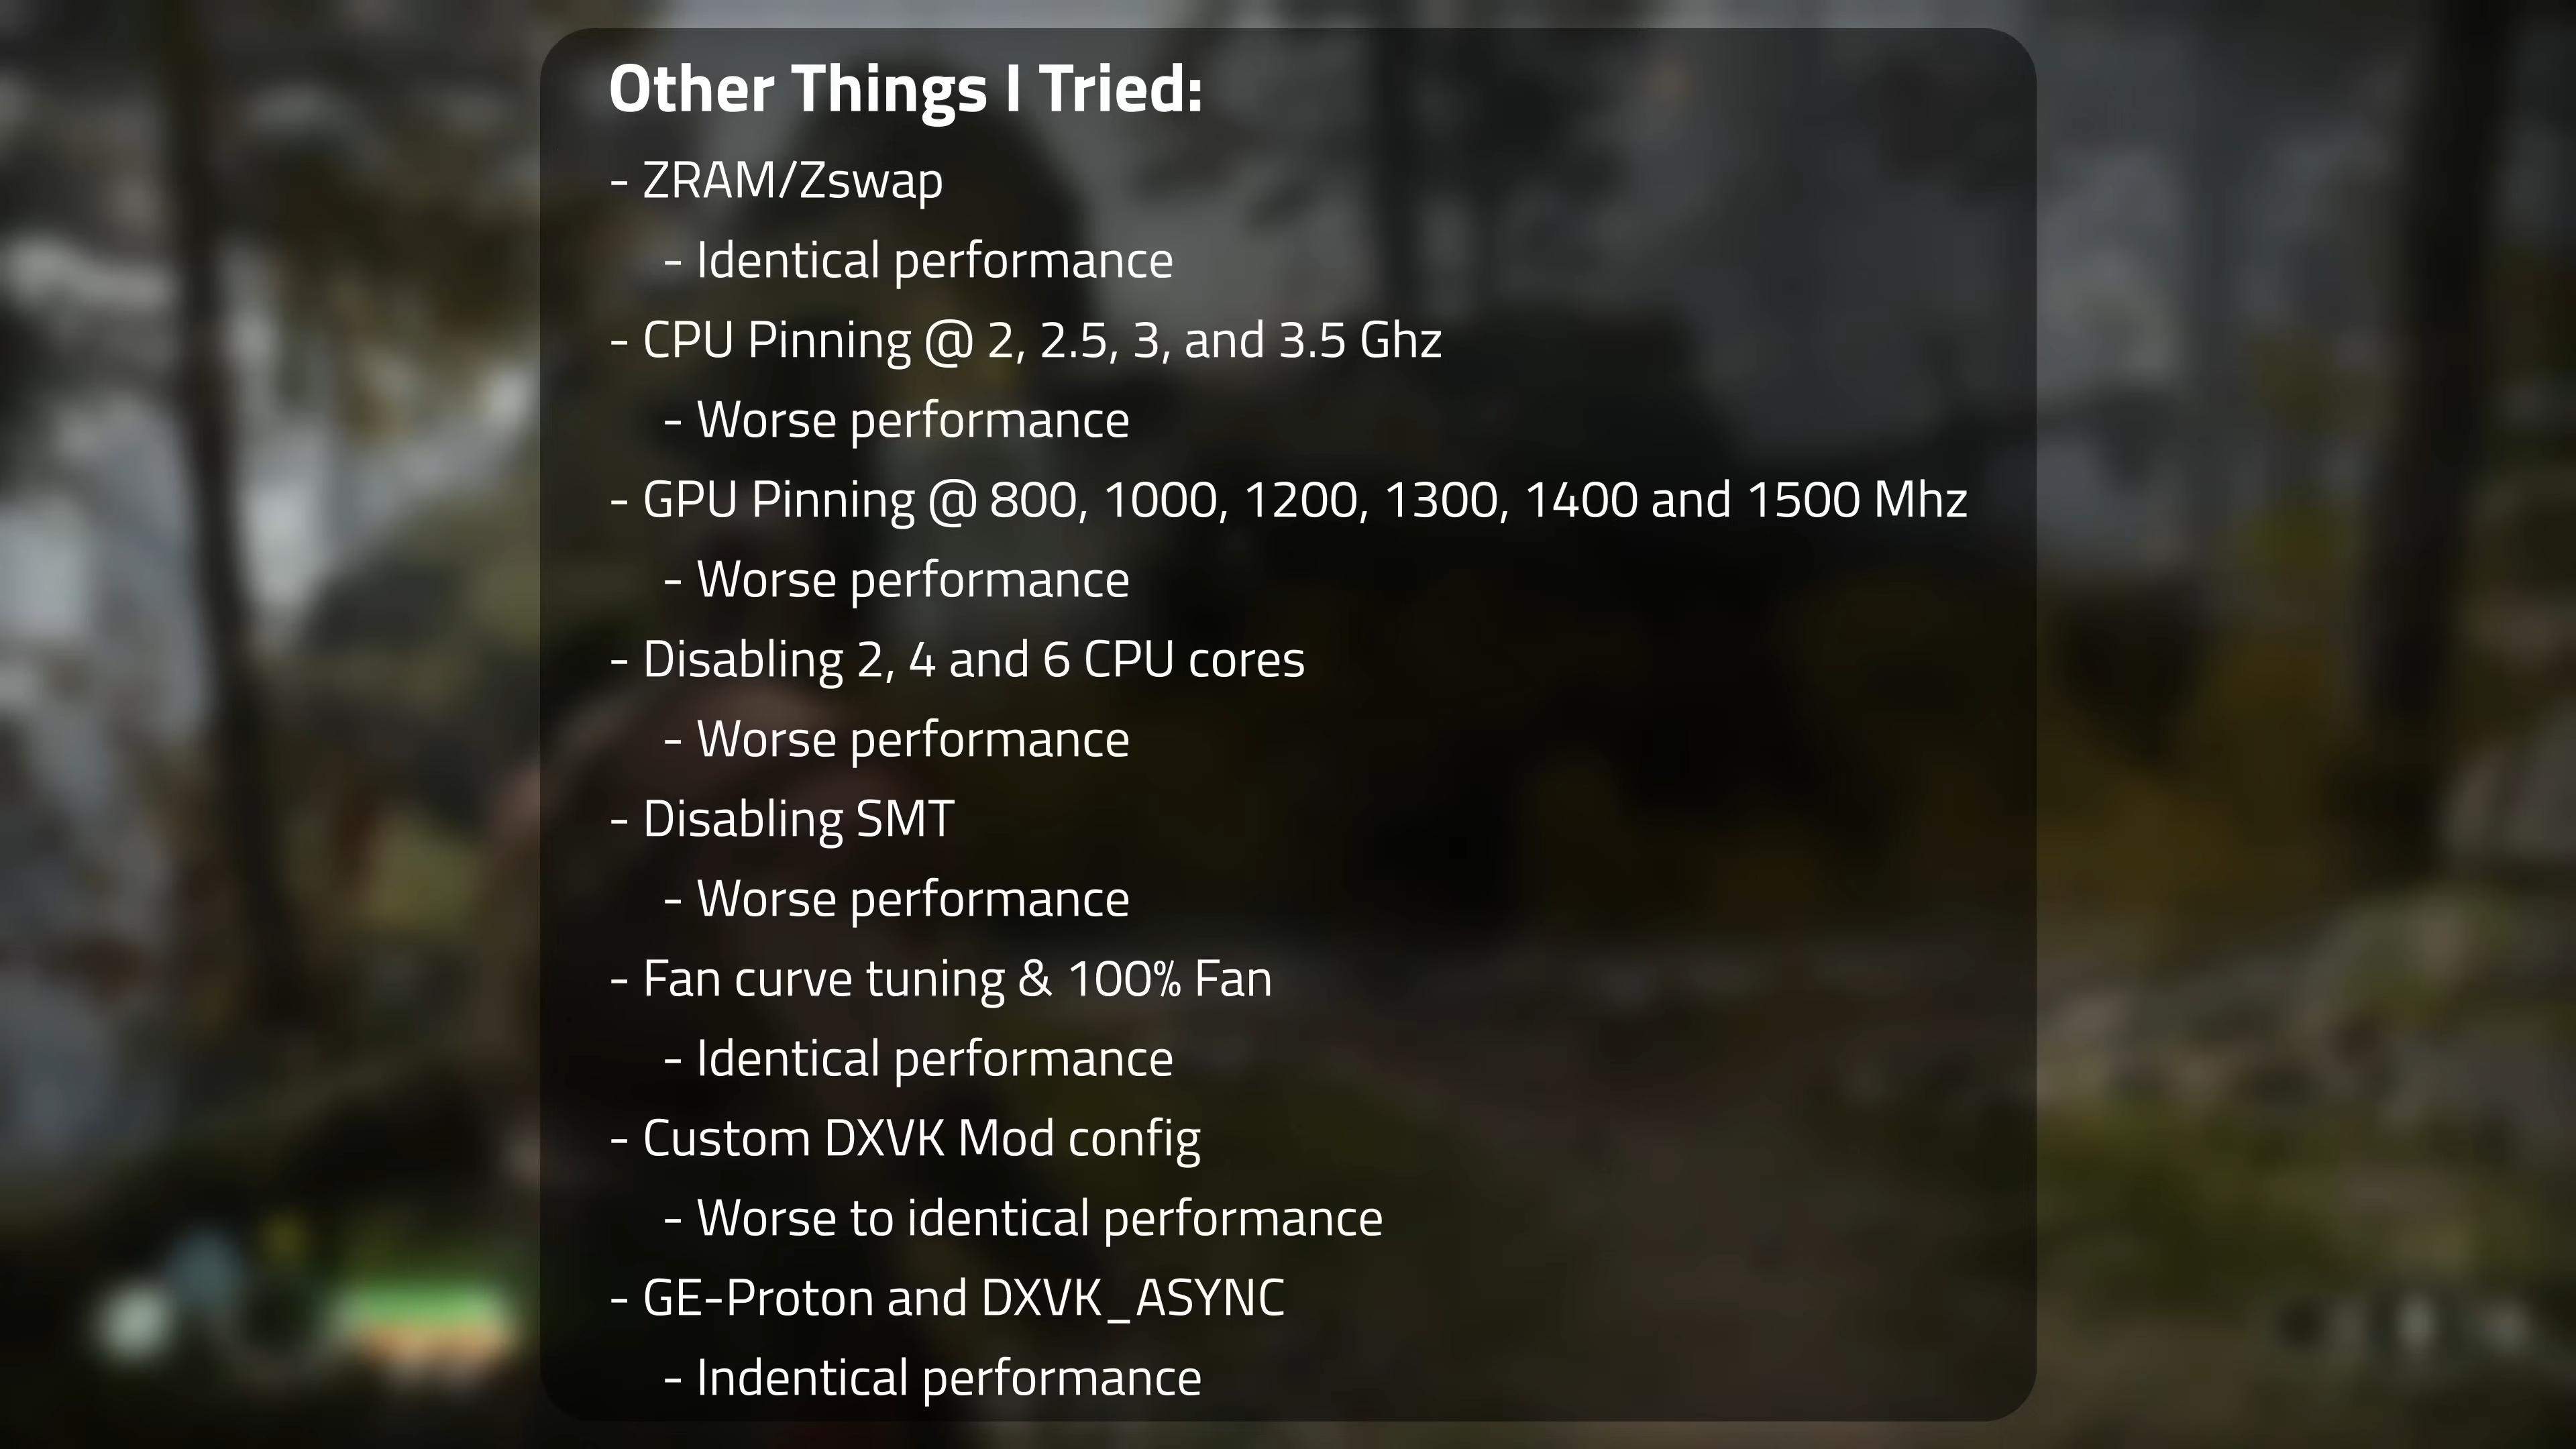 Other Things I Tried:
- ZRAM/Zswap
- Identical performance
- CPU Pinning @ 2, 2.5, 3, and 3.5 Ghz
- Worse performance
- GPU Pinning @ 800, 1000, 1200, 1300, 1400 and 1500 Mhz
- Worse performance
- Disabling 2, 4 and 6 CPU cores
- Worse performance
- Disabling SMT
- Worse performance
- Fan curve tuning & 100% Fan
- Identical performance
- Custom DXVK Mod config
- Worse to identical performance
- GE-Proton and DXVK_ASYNC
- Indentical performance